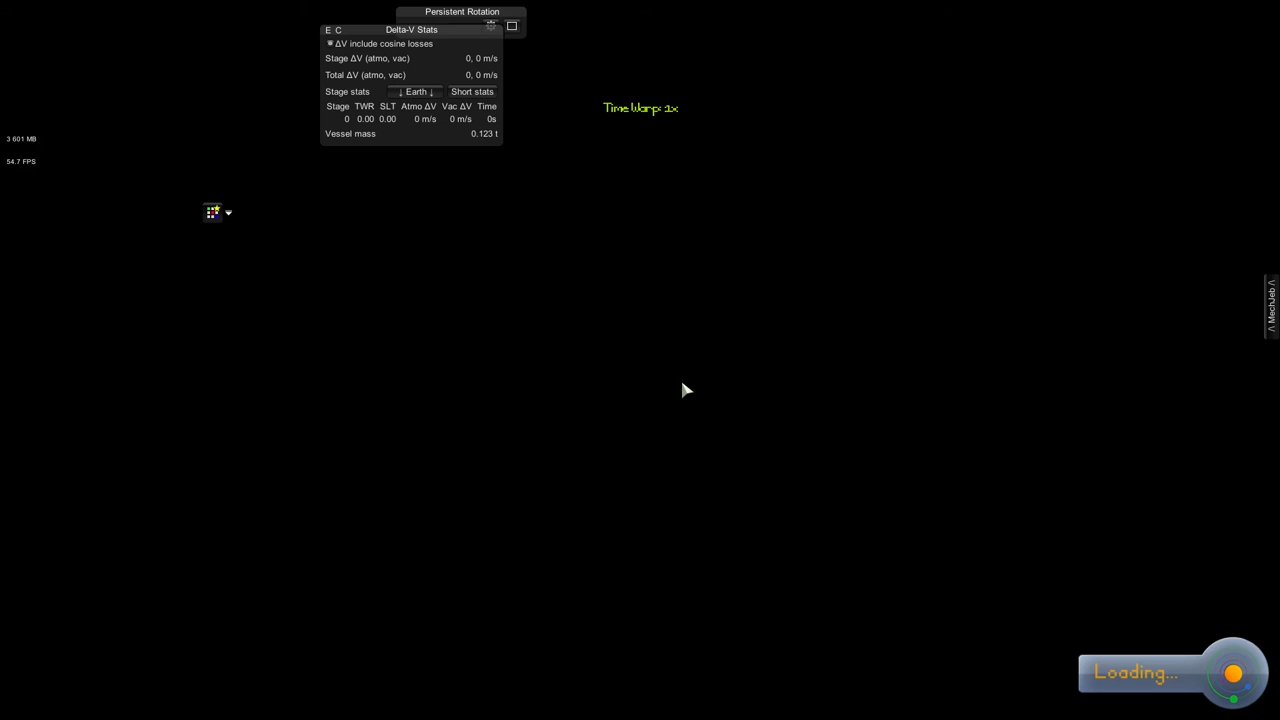 Persistent Rotation
E C Delta-V Stats
ΔV include cosine losses
Stage ΔV (atmo, vac) 0, 0 m/s
Total ΔV (atmo, vac) 0, 0 m/s
Stage stats ↓ Earth ↓ Short stats
Stage TWR SLT Atmo ΔV Vac ΔV Time
0 0.00 0.00 0 m/s 0 m/s 0s
Vessel mass 0.123 t
Time Warp: 1x
3 601 MB
54.7 FPS
/\ MechJeb /\
Loading...